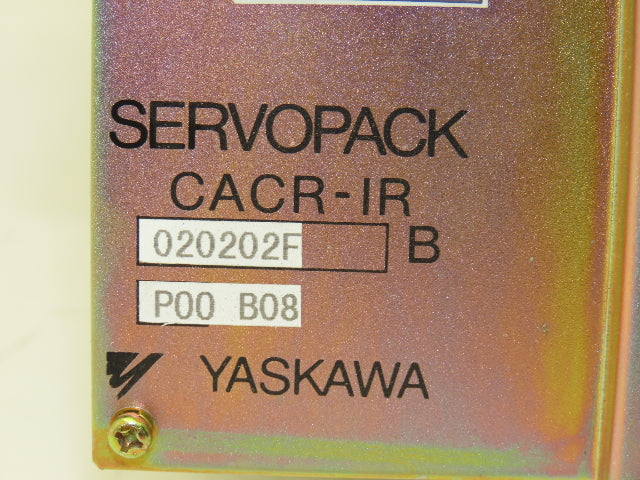 SERVOPACK
CACR-IR
020202F B
P00 B08
YASKAWA